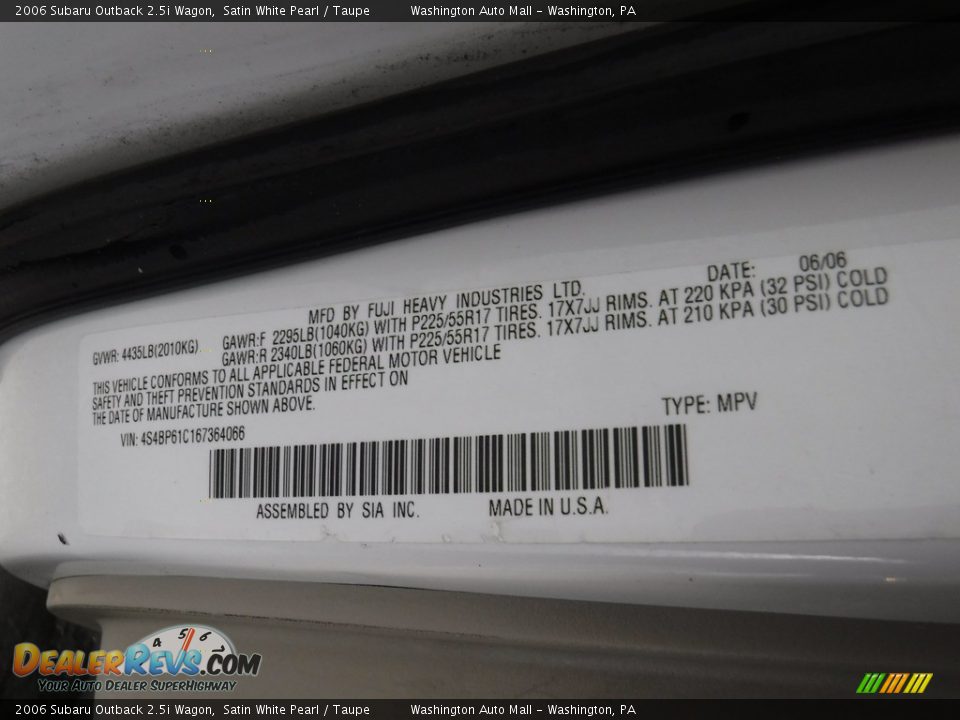 2006 Subaru Outback 2.5i Wagon, Satin White Pearl / Taupe Washington Auto Mall - Washington, PA
MFD BY FUJI HEAVY INDUSTRIES LTD. DATE: 06/06
GVWR: 4435LB(2010KG) GAWR:F 2295LB(1040KG) WITH P225/55R17 TIRES. 17X7JJ RIMS. AT 220 KPA (32 PSI) COLD
GAWR:R 2340LB(1060KG) WITH P225/55R17 TIRES. 17X7JJ RIMS. AT 210 KPA (30 PSI) COLD
THIS VEHICLE CONFORMS TO ALL APPLICABLE FEDERAL MOTOR VEHICLE
SAFETY AND THEFT PREVENTION STANDARDS IN EFFECT ON
THE DATE OF MANUFACTURE SHOWN ABOVE.
VIN: 4S4BP61C167364066 TYPE: MPV
ASSEMBLED BY SIA INC. MADE IN U.S.A.
4 5 6 7
DEALERREVS.COM
YOUR AUTO DEALER SUPERHIGHWAY
2006 Subaru Outback 2.5i Wagon, Satin White Pearl / Taupe Washington Auto Mall - Washington, PA